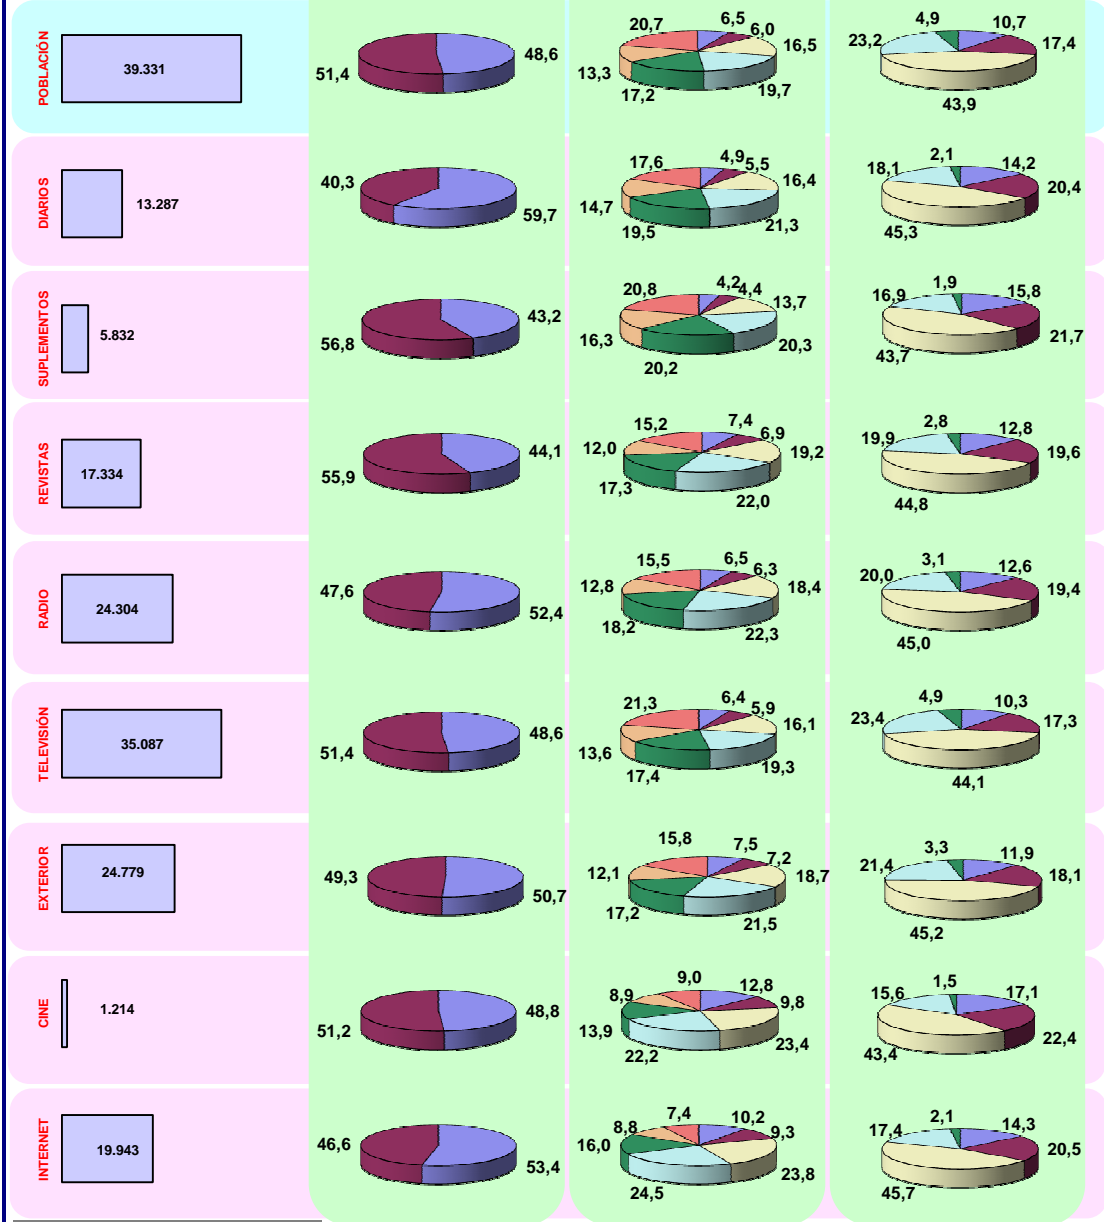 POBLACIÓN
39.331
51,4 48,6
20,7 6,5 6,0 16,5 19,7 17,2 13,3
4,9 10,7 17,4 43,9 23,2
DIARIOS
13.287
40,3 59,7
17,6 4,9 5,5 16,4 21,3 19,5 14,7
2,1 14,2 20,4 45,3 18,1
SUPLEMENTOS
5.832
56,8 43,2
20,8 4,2 4,4 13,7 20,3 20,2 16,3
1,9 15,8 21,7 43,7 16,9
REVISTAS
17.334
55,9 44,1
15,2 7,4 6,9 19,2 22,0 17,3 12,0
2,8 12,8 19,6 44,8 19,9
RADIO
24.304
47,6 52,4
15,5 6,5 6,3 18,4 22,3 18,2 12,8
3,1 12,6 19,4 45,0 20,0
TELEVISIÓN
35.087
51,4 48,6
21,3 6,4 5,9 16,1 19,3 17,4 13,6
4,9 10,3 17,3 44,1 23,4
EXTERIOR
24.779
49,3 50,7
15,8 7,5 7,2 18,7 21,5 17,2 12,1
3,3 11,9 18,1 45,2 21,4
CINE
1.214
51,2 48,8
9,0 12,8 9,8 23,4 22,2 13,9 8,9
1,5 17,1 22,4 43,4 15,6
INTERNET
19.943
46,6 53,4
7,4 10,2 9,3 23,8 24,5 16,0 8,8
2,1 14,3 20,5 45,7 17,4